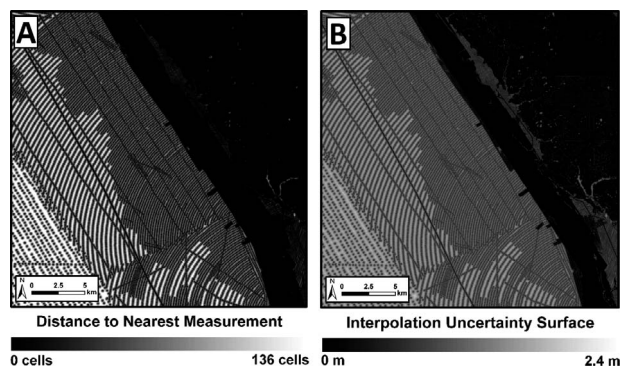 A
B
N
0 2.5 5
km
N
0 2.5 5
km
Distance to Nearest Measurement
Interpolation Uncertainty Surface
0 cells 136 cells
0 m 2.4 m